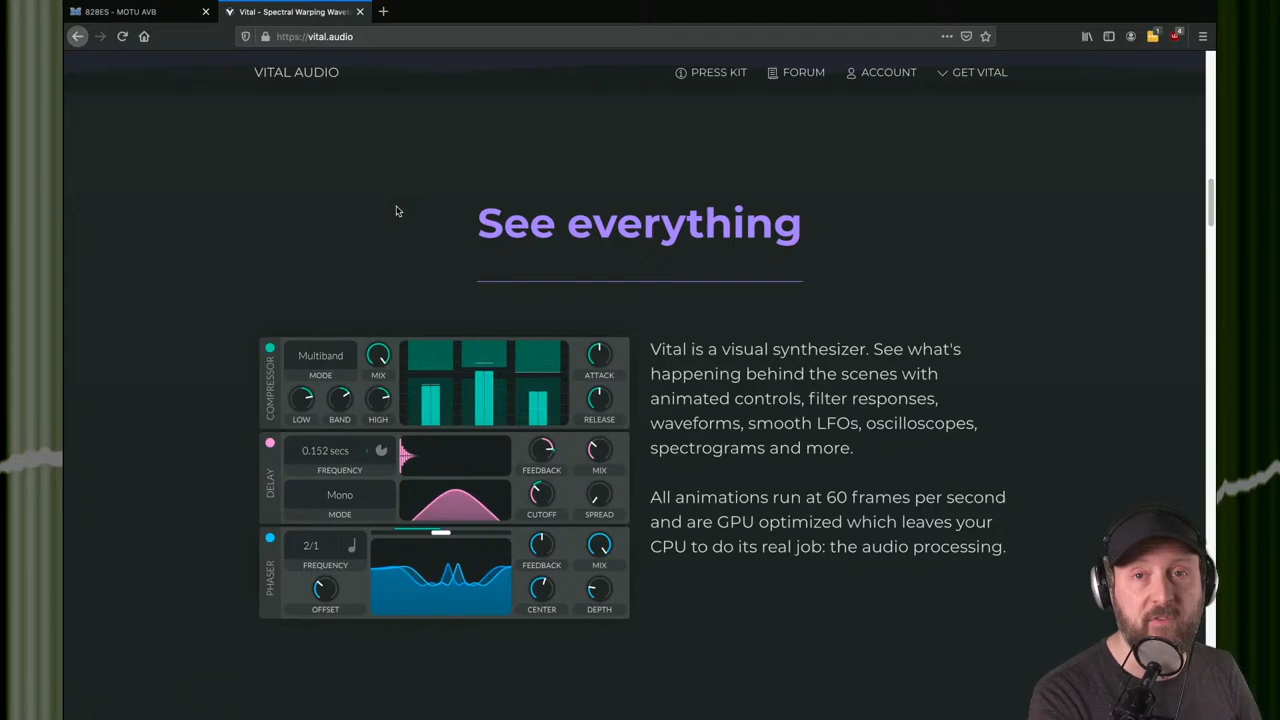 828ES - MOTU AVB
Vital - Spectral Warping Waveta
https://vital.audio
VITAL AUDIO
PRESS KIT
FORUM
ACCOUNT
GET VITAL
See everything
COMPRESSOR
Multiband
MODE
MIX
ATTACK
LOW
BAND
HIGH
RELEASE
DELAY
0.152 secs
FREQUENCY
FEEDBACK
MIX
Mono
MODE
CUTOFF
SPREAD
PHASER
2/1
FREQUENCY
FEEDBACK
MIX
OFFSET
CENTER
DEPTH
Vital is a visual synthesizer. See what's
happening behind the scenes with
animated controls, filter responses,
waveforms, smooth LFOs, oscilloscopes,
spectrograms and more.
All animations run at 60 frames per second
and are GPU optimized which leaves your
CPU to do its real job: the audio processing.